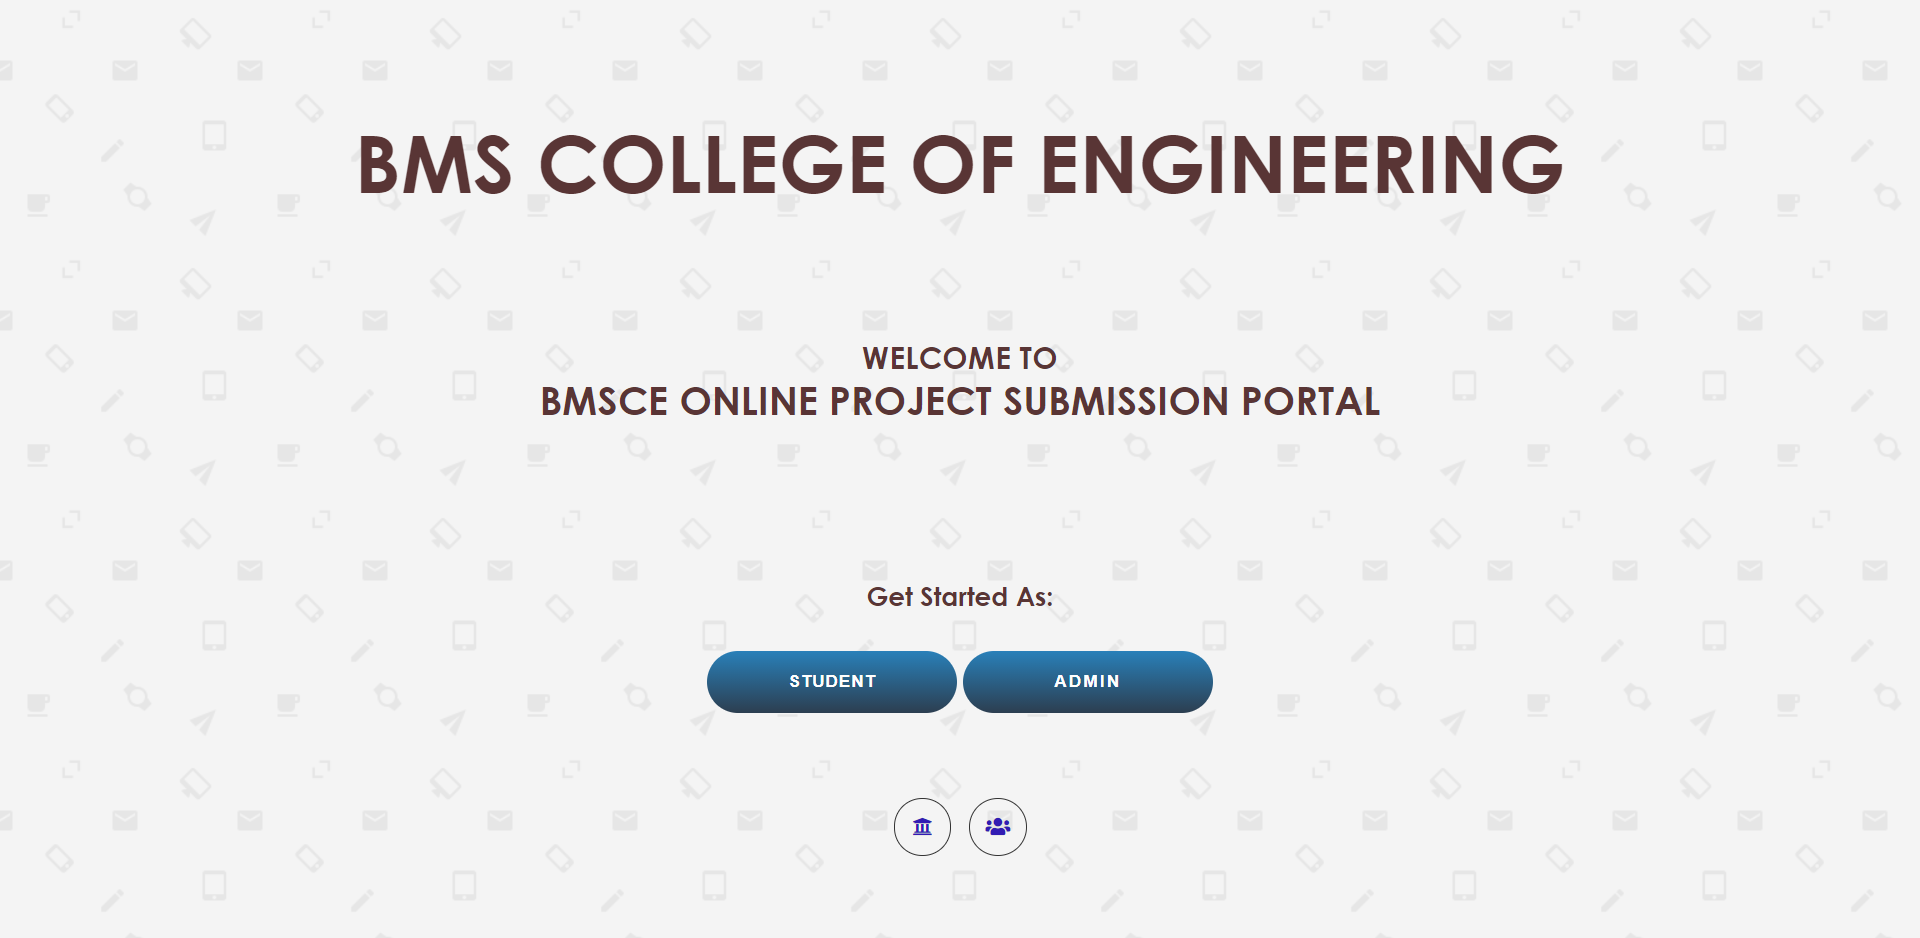 BMS COLLEGE OF ENGINEERING
WELCOME TO
BMSCE ONLINE PROJECT SUBMISSION PORTAL
Get Started As:
STUDENT
ADMIN